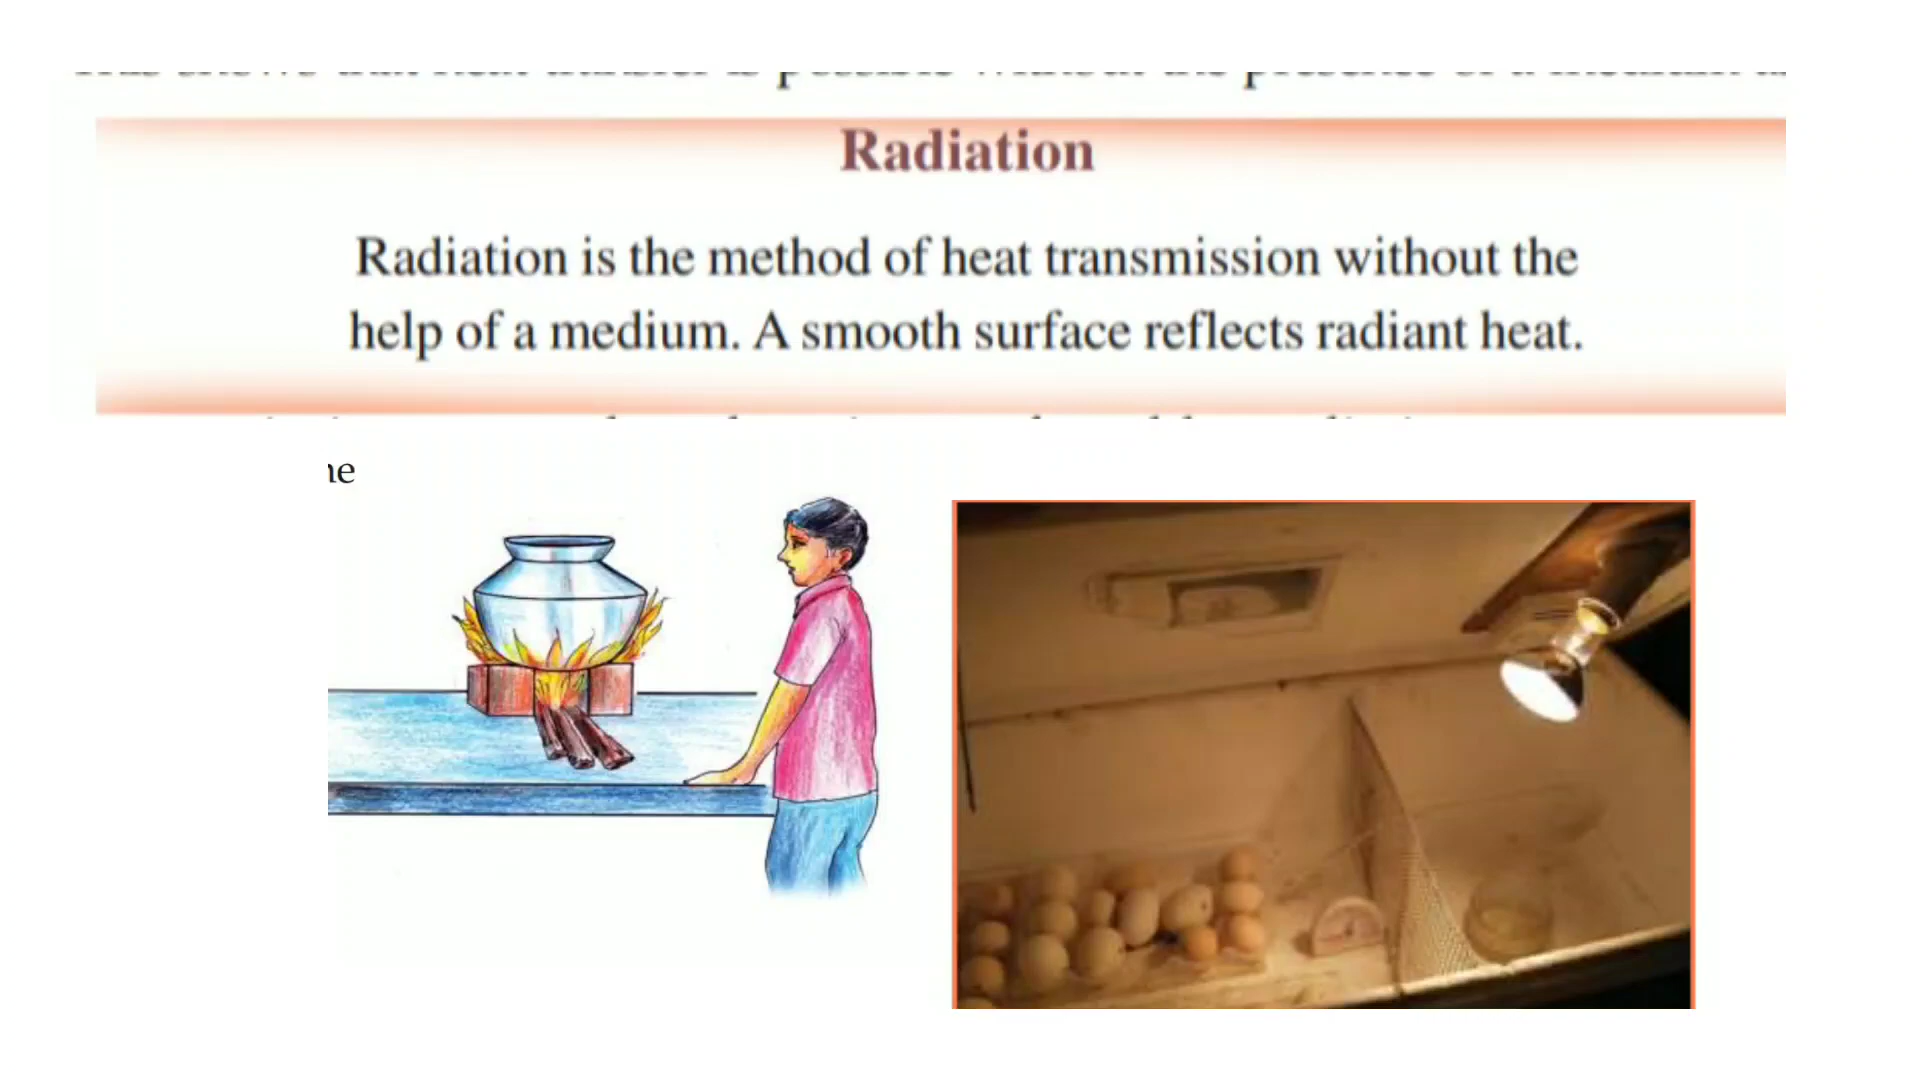 Radiation
Radiation is the method of heat transmission without the
help of a medium. A smooth surface reflects radiant heat.